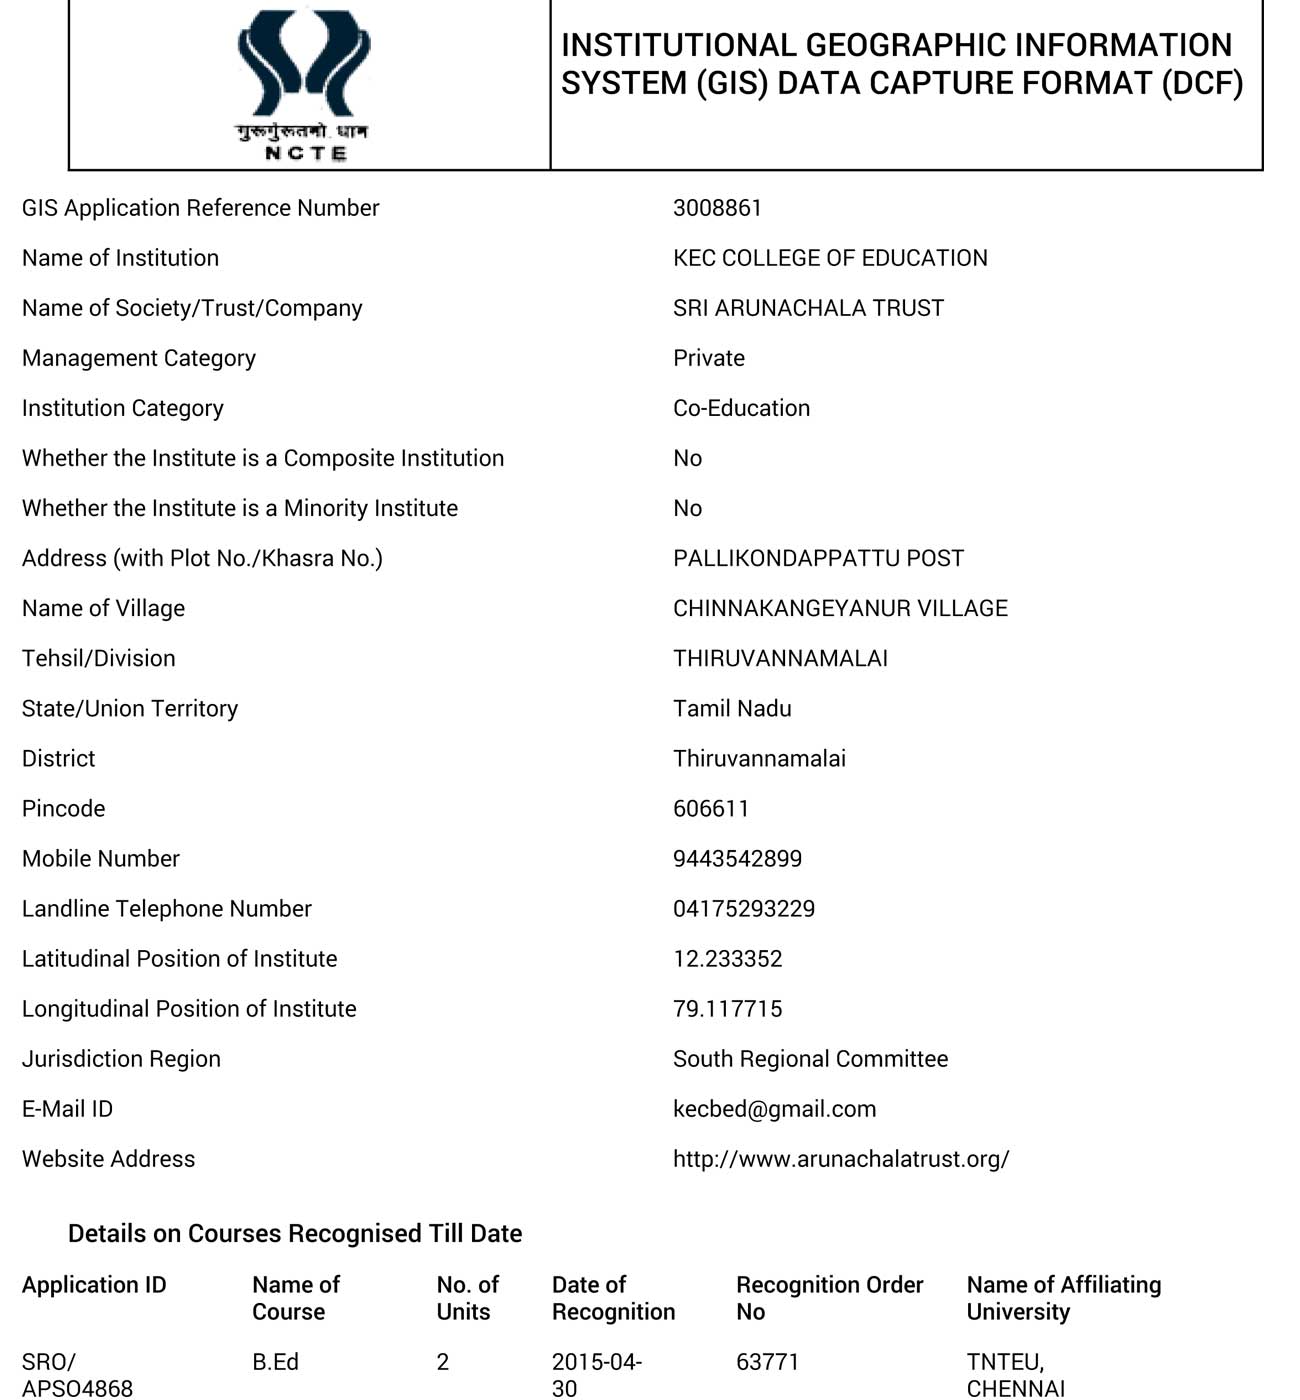 गुरुर्गुरुतमो धाम
NCTE
INSTITUTIONAL GEOGRAPHIC INFORMATION
SYSTEM (GIS) DATA CAPTURE FORMAT (DCF)
GIS Application Reference Number 3008861
Name of Institution KEC COLLEGE OF EDUCATION
Name of Society/Trust/Company SRI ARUNACHALA TRUST
Management Category Private
Institution Category Co-Education
Whether the Institute is a Composite Institution No
Whether the Institute is a Minority Institute No
Address (with Plot No./Khasra No.) PALLIKONDAPPATTU POST
Name of Village CHINNAKANGEYANUR VILLAGE
Tehsil/Division THIRUVANNAMALAI
State/Union Territory Tamil Nadu
District Thiruvannamalai
Pincode 606611
Mobile Number 9443542899
Landline Telephone Number 04175293229
Latitudinal Position of Institute 12.233352
Longitudinal Position of Institute 79.117715
Jurisdiction Region South Regional Committee
E-Mail ID kecbed@gmail.com
Website Address http://www.arunachalatrust.org/
Details on Courses Recognised Till Date
Application ID Name of No. of Date of Recognition Order Name of Affiliating
Course Units Recognition No University
SRO/ B.Ed 2 2015-04- 63771 TNTEU,
APSO4868 30 CHENNAI